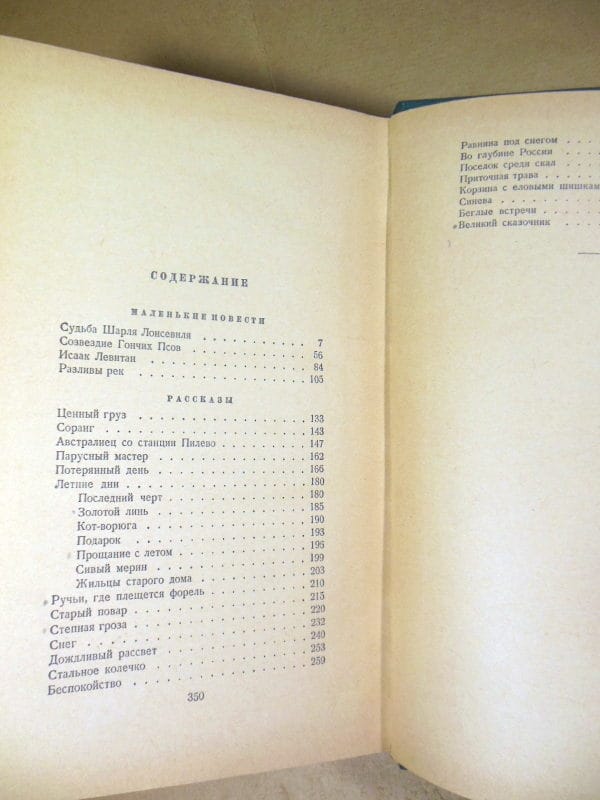 СОДЕРЖАНИЕ
МАЛЕНЬКИЕ ПОВЕСТИ
Судьба Шарля Лонсевиля . . . . . . . . . . 7
Созвездие Гончих Псов . . . . . . . . . . 56
Исаак Левитан . . . . . . . . . . . . . 84
Разливы рек . . . . . . . . . . . . . . 105
РАССКАЗЫ
Ценный груз . . . . . . . . . . . . . . 133
Соранг . . . . . . . . . . . . . . . . 143
Австралиец со станции Пилево . . . . . . . 147
Парусный мастер . . . . . . . . . . . . 162
Потерянный день . . . . . . . . . . . . 166
Летние дни . . . . . . . . . . . . . . 180
Последний черт . . . . . . . . . . . 180
Золотой линь . . . . . . . . . . . . 185
Кот-ворюга . . . . . . . . . . . . . 190
Подарок . . . . . . . . . . . . . . 193
Прощание с летом . . . . . . . . . . 195
Сивый мерин . . . . . . . . . . . . 199
Жильцы старого дома . . . . . . . . . 203
Ручьи, где плещется форель . . . . . . . . 210
Старый повар . . . . . . . . . . . . . 215
Степная гроза . . . . . . . . . . . . . 220
Снег . . . . . . . . . . . . . . . . . 232
Дождливый рассвет . . . . . . . . . . . 240
Стальное колечко . . . . . . . . . . . . 253
Беспокойство . . . . . . . . . . . . . 259
350
Равнина под снегом . . .
Во глубине России . . . .
Поселок среди скал . . .
Приточная трава . . . . .
Корзина с еловыми шишкам
Синева . . . . . . . .
Беглые встречи . . . . .
Великий сказочник . . . .